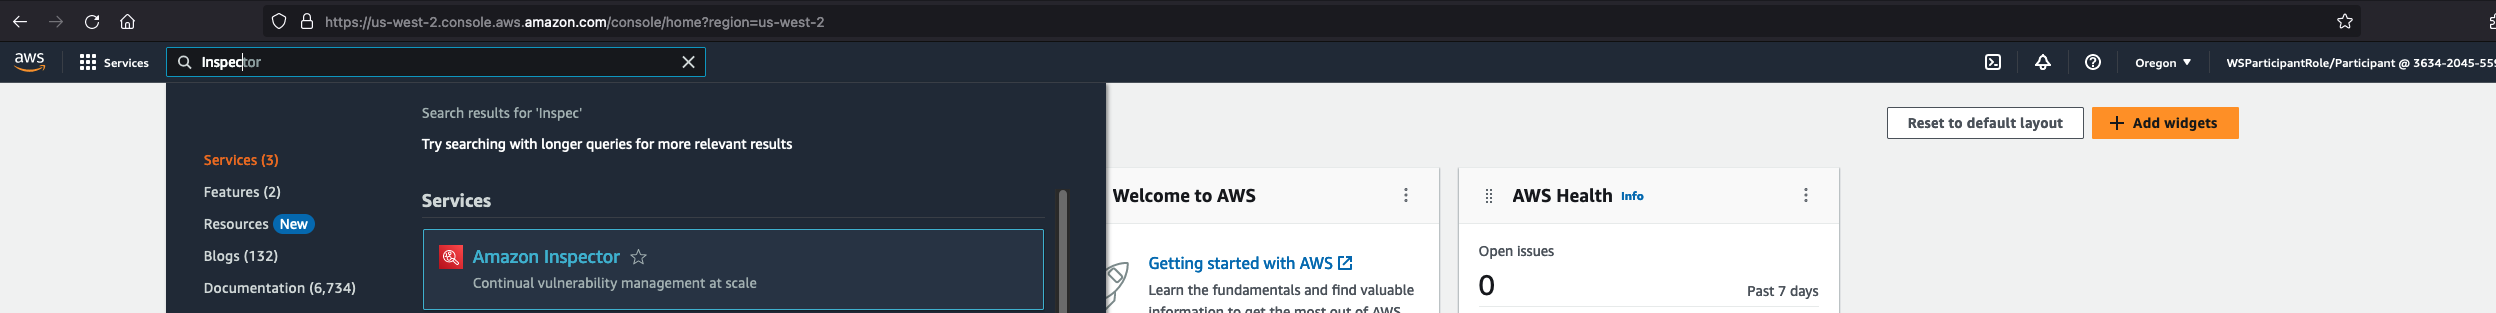 https://us-west-2.console.aws.amazon.com/console/home?region=us-west-2
aws
Services
Inspector
Oregon
WSParticipantRole/Participant @ 3634-2045-559
Search results for 'Inspec'
Try searching with longer queries for more relevant results
Services (3)
Features (2)
Resources New
Blogs (132)
Documentation (6,734)
Services
Amazon Inspector
Continual vulnerability management at scale
Reset to default layout
Add widgets
Welcome to AWS
Getting started with AWS
Learn the fundamentals and find valuable
information to get the most out of AWS.
AWS Health Info
Open issues
0
Past 7 days